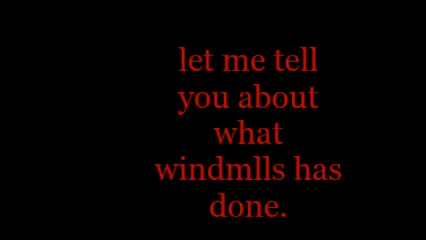 let me tell
you about
what
windmlls has
done.